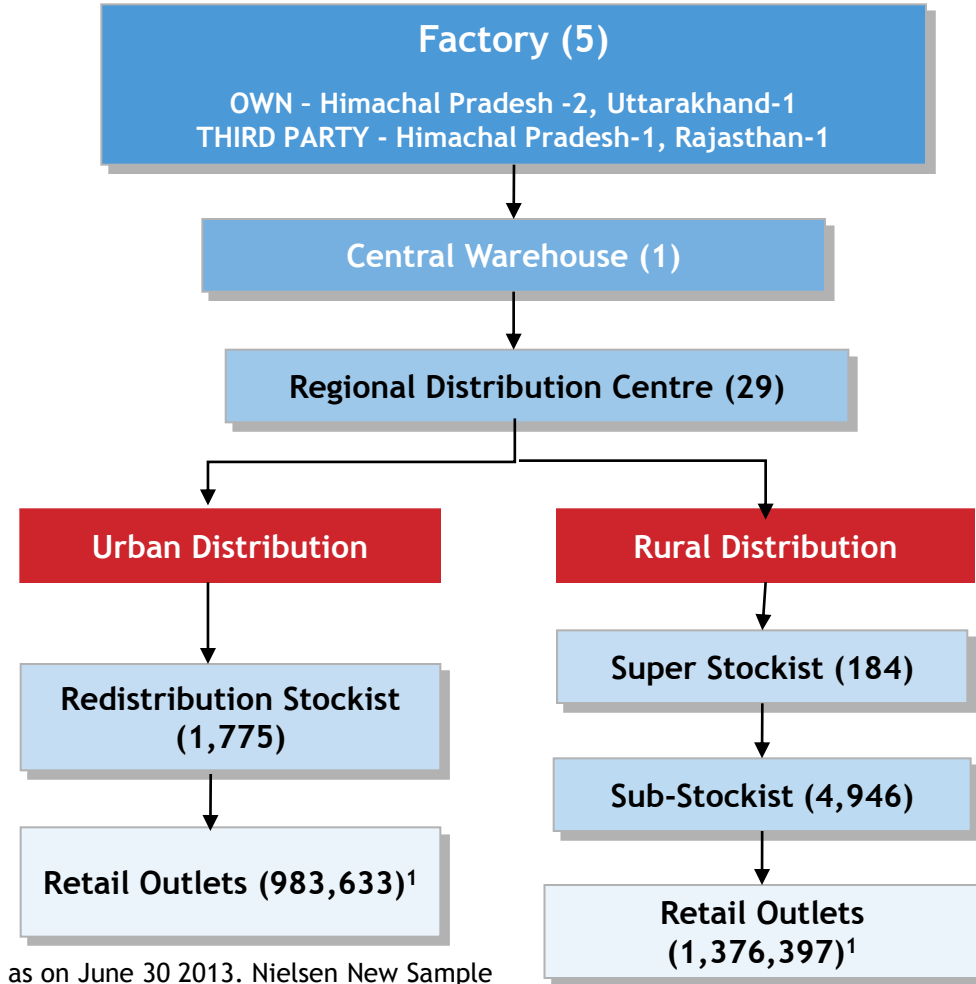 Factory (5)
OWN – Himachal Pradesh -2, Uttarakhand-1
THIRD PARTY - Himachal Pradesh-1, Rajasthan-1
Central Warehouse (1)
Regional Distribution Centre (29)
Urban Distribution
Rural Distribution
Redistribution Stockist
(1,775)
Super Stockist (184)
Sub-Stockist (4,946)
Retail Outlets (983,633)¹
Retail Outlets
(1,376,397)¹
as on June 30 2013. Nielsen New Sample